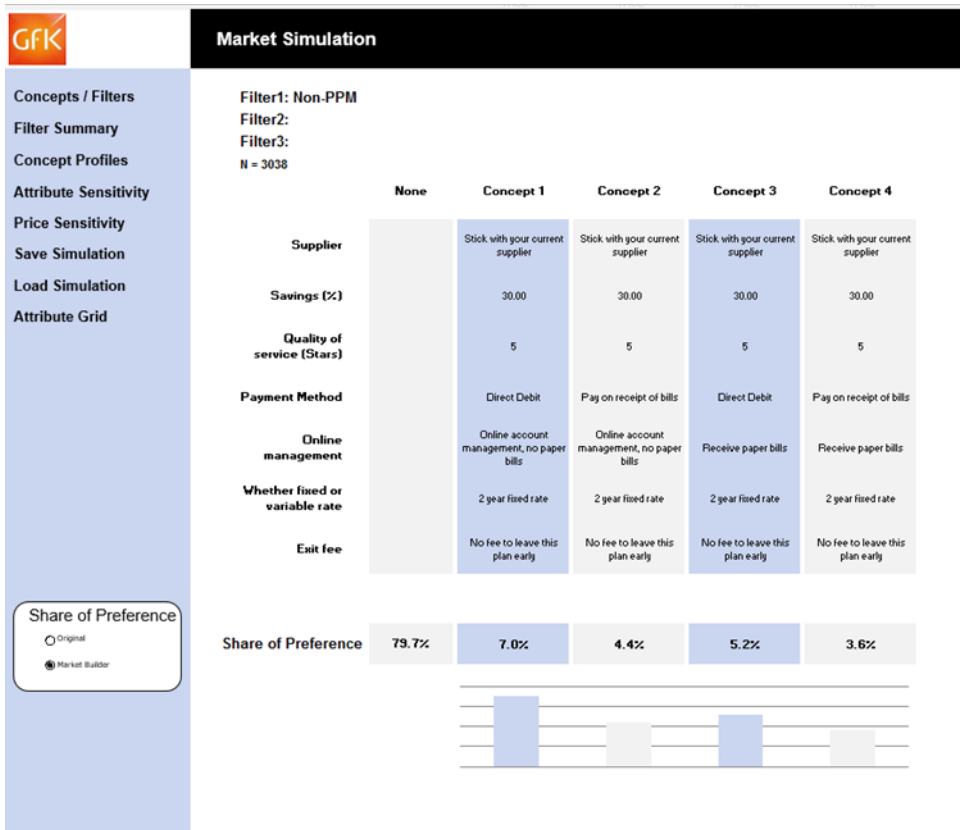 GfK
Market Simulation
Concepts / Filters
Filter Summary
Concept Profiles
Attribute Sensitivity
Price Sensitivity
Save Simulation
Load Simulation
Attribute Grid
Filter1: Non-PPM
Filter2:
Filter3:
N = 3038
None Concept 1 Concept 2 Concept 3 Concept 4
Supplier
Stick with your current Stick with your current Stick with your current Stick with your current
supplier supplier supplier supplier
Savings (%) 30.00 30.00 30.00 30.00
Quality of
service (Stars)
5 5 5 5
Payment Method Direct Debit Pay on receipt of bills Direct Debit Pay on receipt of bills
Online
management
Online account Online account
management, no paper management, no paper Receive paper bills Receive paper bills
bills bills
Whether fixed or
variable rate
2 year fixed rate 2 year fixed rate 2 year fixed rate 2 year fixed rate
Exit fee
No fee to leave this No fee to leave this No fee to leave this No fee to leave this
plan early plan early plan early plan early
Share of Preference
Original
Market Builder
Share of Preference 79.7% 7.0% 4.4% 5.2% 3.6%